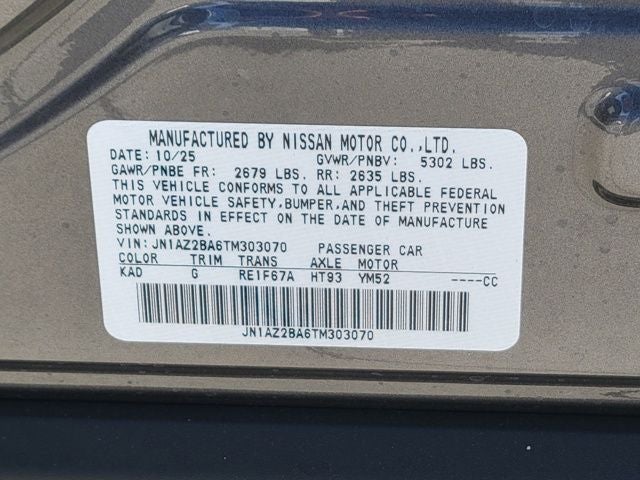 MANUFACTURED BY NISSAN MOTOR CO.,LTD.
DATE: 10/25 GVWR/PNBV: 5302 LBS.
GAWR/PNBE FR: 2679 LBS. RR: 2635 LBS.
THIS VEHICLE CONFORMS TO ALL APPLICABLE FEDERAL
MOTOR VEHICLE SAFETY,BUMPER,AND THEFT PREVENTION
STANDARDS IN EFFECT ON THE DATE OF MANUFACTURE
SHOWN ABOVE.
VIN: JN1AZ2BA6TM303070 PASSENGER CAR
COLOR TRIM TRANS AXLE MOTOR
KAD G RE1F67A HT93 YM52 ----CC
JN1AZ2BA6TM303070